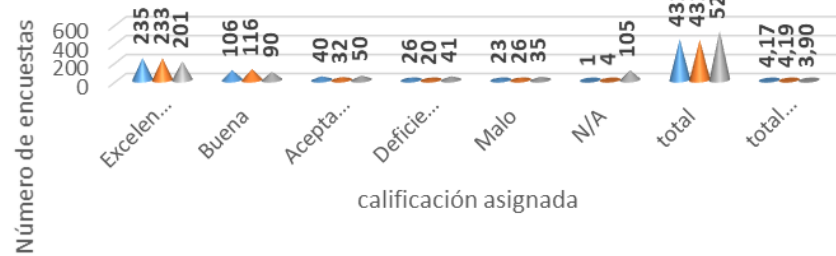 Número de encuestas
600
400
200
0
235 233 201
106 116 90
40 32 50
26 20 41
23 26 35
1 4 105
43 43 52
4,17 4,19 3,90
Excelen...
Buena
Acepta...
Deficie...
Malo
N/A
total
total...
calificación asignada